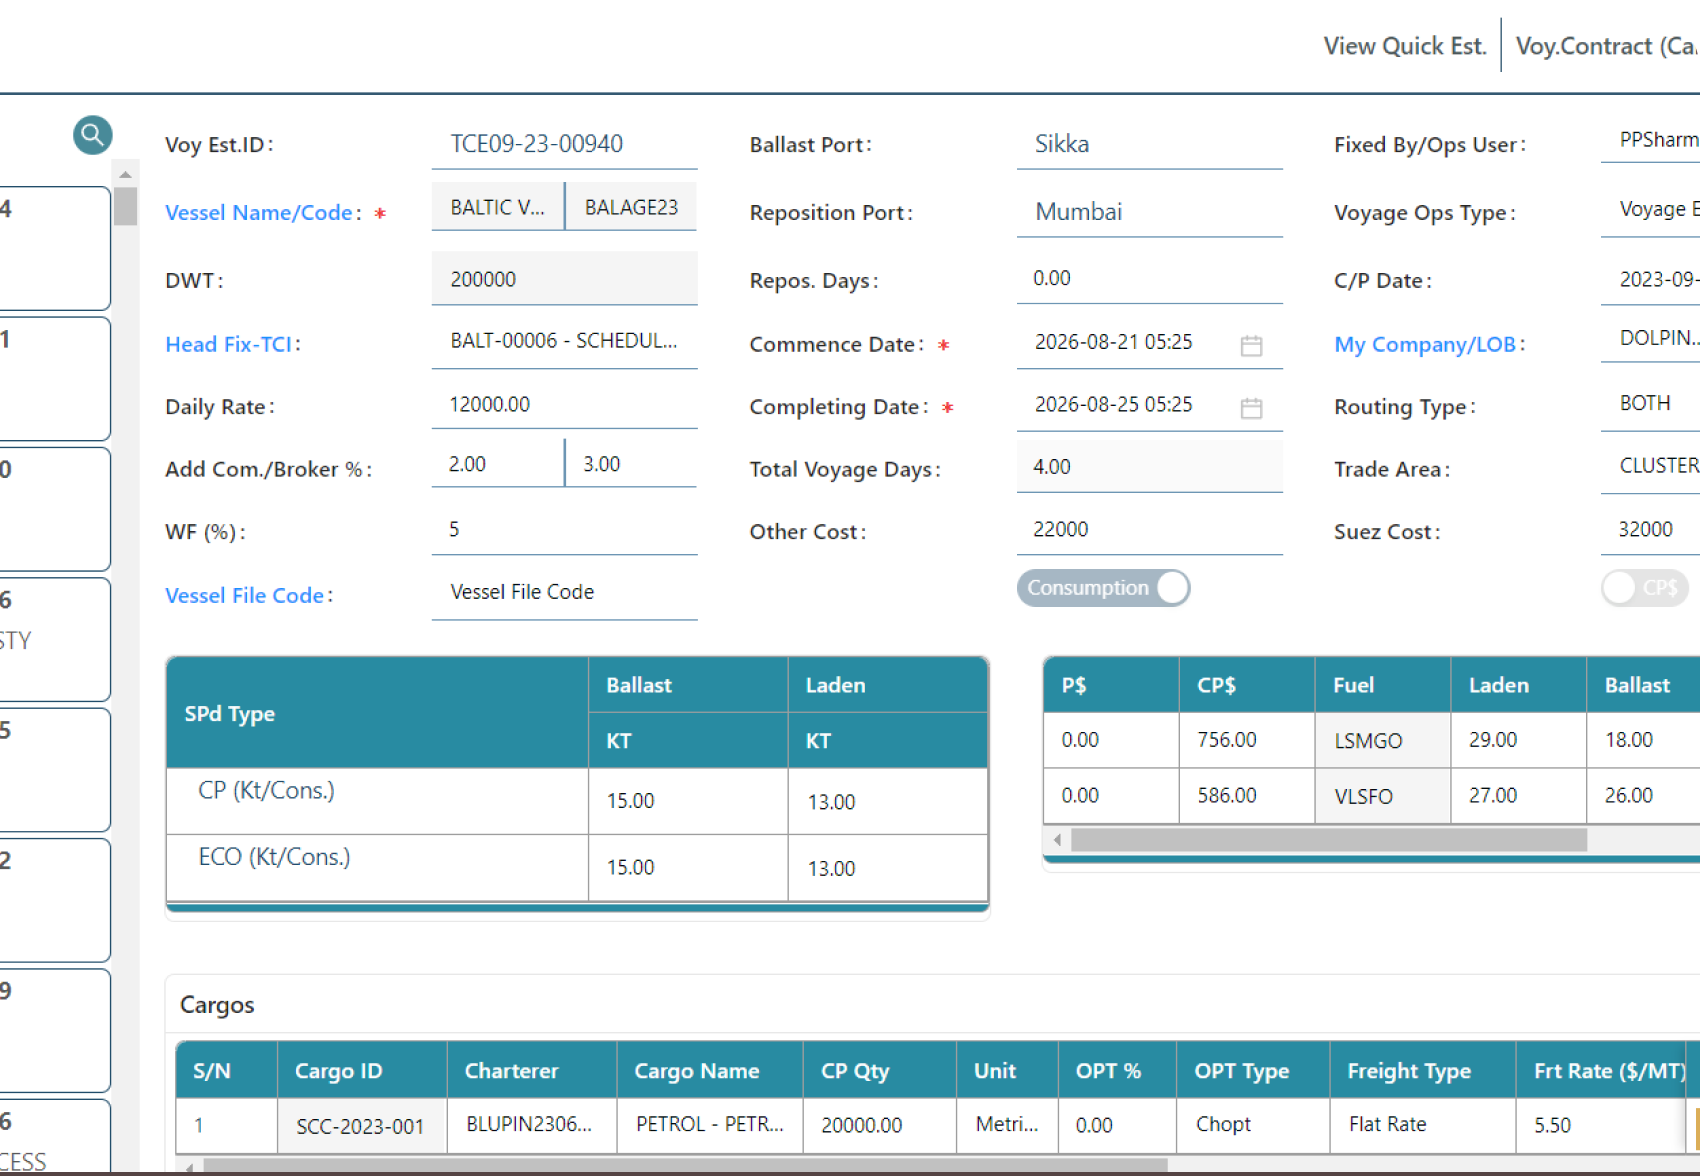 View Quick Est. Voy.Contract (Ca
4
1
0
6
STY
5
2
9
6
CESS
Voy Est.ID: TCE09-23-00940 Ballast Port: Sikka Fixed By/Ops User: PPSharm
Vessel Name/Code: * BALTIC V... BALAGE23 Reposition Port: Mumbai Voyage Ops Type: Voyage E
DWT: 200000 Repos. Days: 0.00 C/P Date: 2023-09-
Head Fix-TCI: BALT-00006 - SCHEDUL... Commence Date: * 2026-08-21 05:25 My Company/LOB: DOLPIN...
Daily Rate: 12000.00 Completing Date: * 2026-08-25 05:25 Routing Type: BOTH
Add Com./Broker %: 2.00 3.00 Total Voyage Days: 4.00 Trade Area: CLUSTER
WF (%): 5 Other Cost: 22000 Suez Cost: 32000
Vessel File Code: Vessel File Code Consumption CP$
SPd Type Ballast Laden
KT KT
CP (Kt/Cons.) 15.00 13.00
ECO (Kt/Cons.) 15.00 13.00
P$ CP$ Fuel Laden Ballast
0.00 756.00 LSMGO 29.00 18.00
0.00 586.00 VLSFO 27.00 26.00
Cargos
S/N Cargo ID Charterer Cargo Name CP Qty Unit OPT % OPT Type Freight Type Frt Rate ($/MT)
1 SCC-2023-001 BLUPIN2306... PETROL - PETR... 20000.00 Metri... 0.00 Chopt Flat Rate 5.50